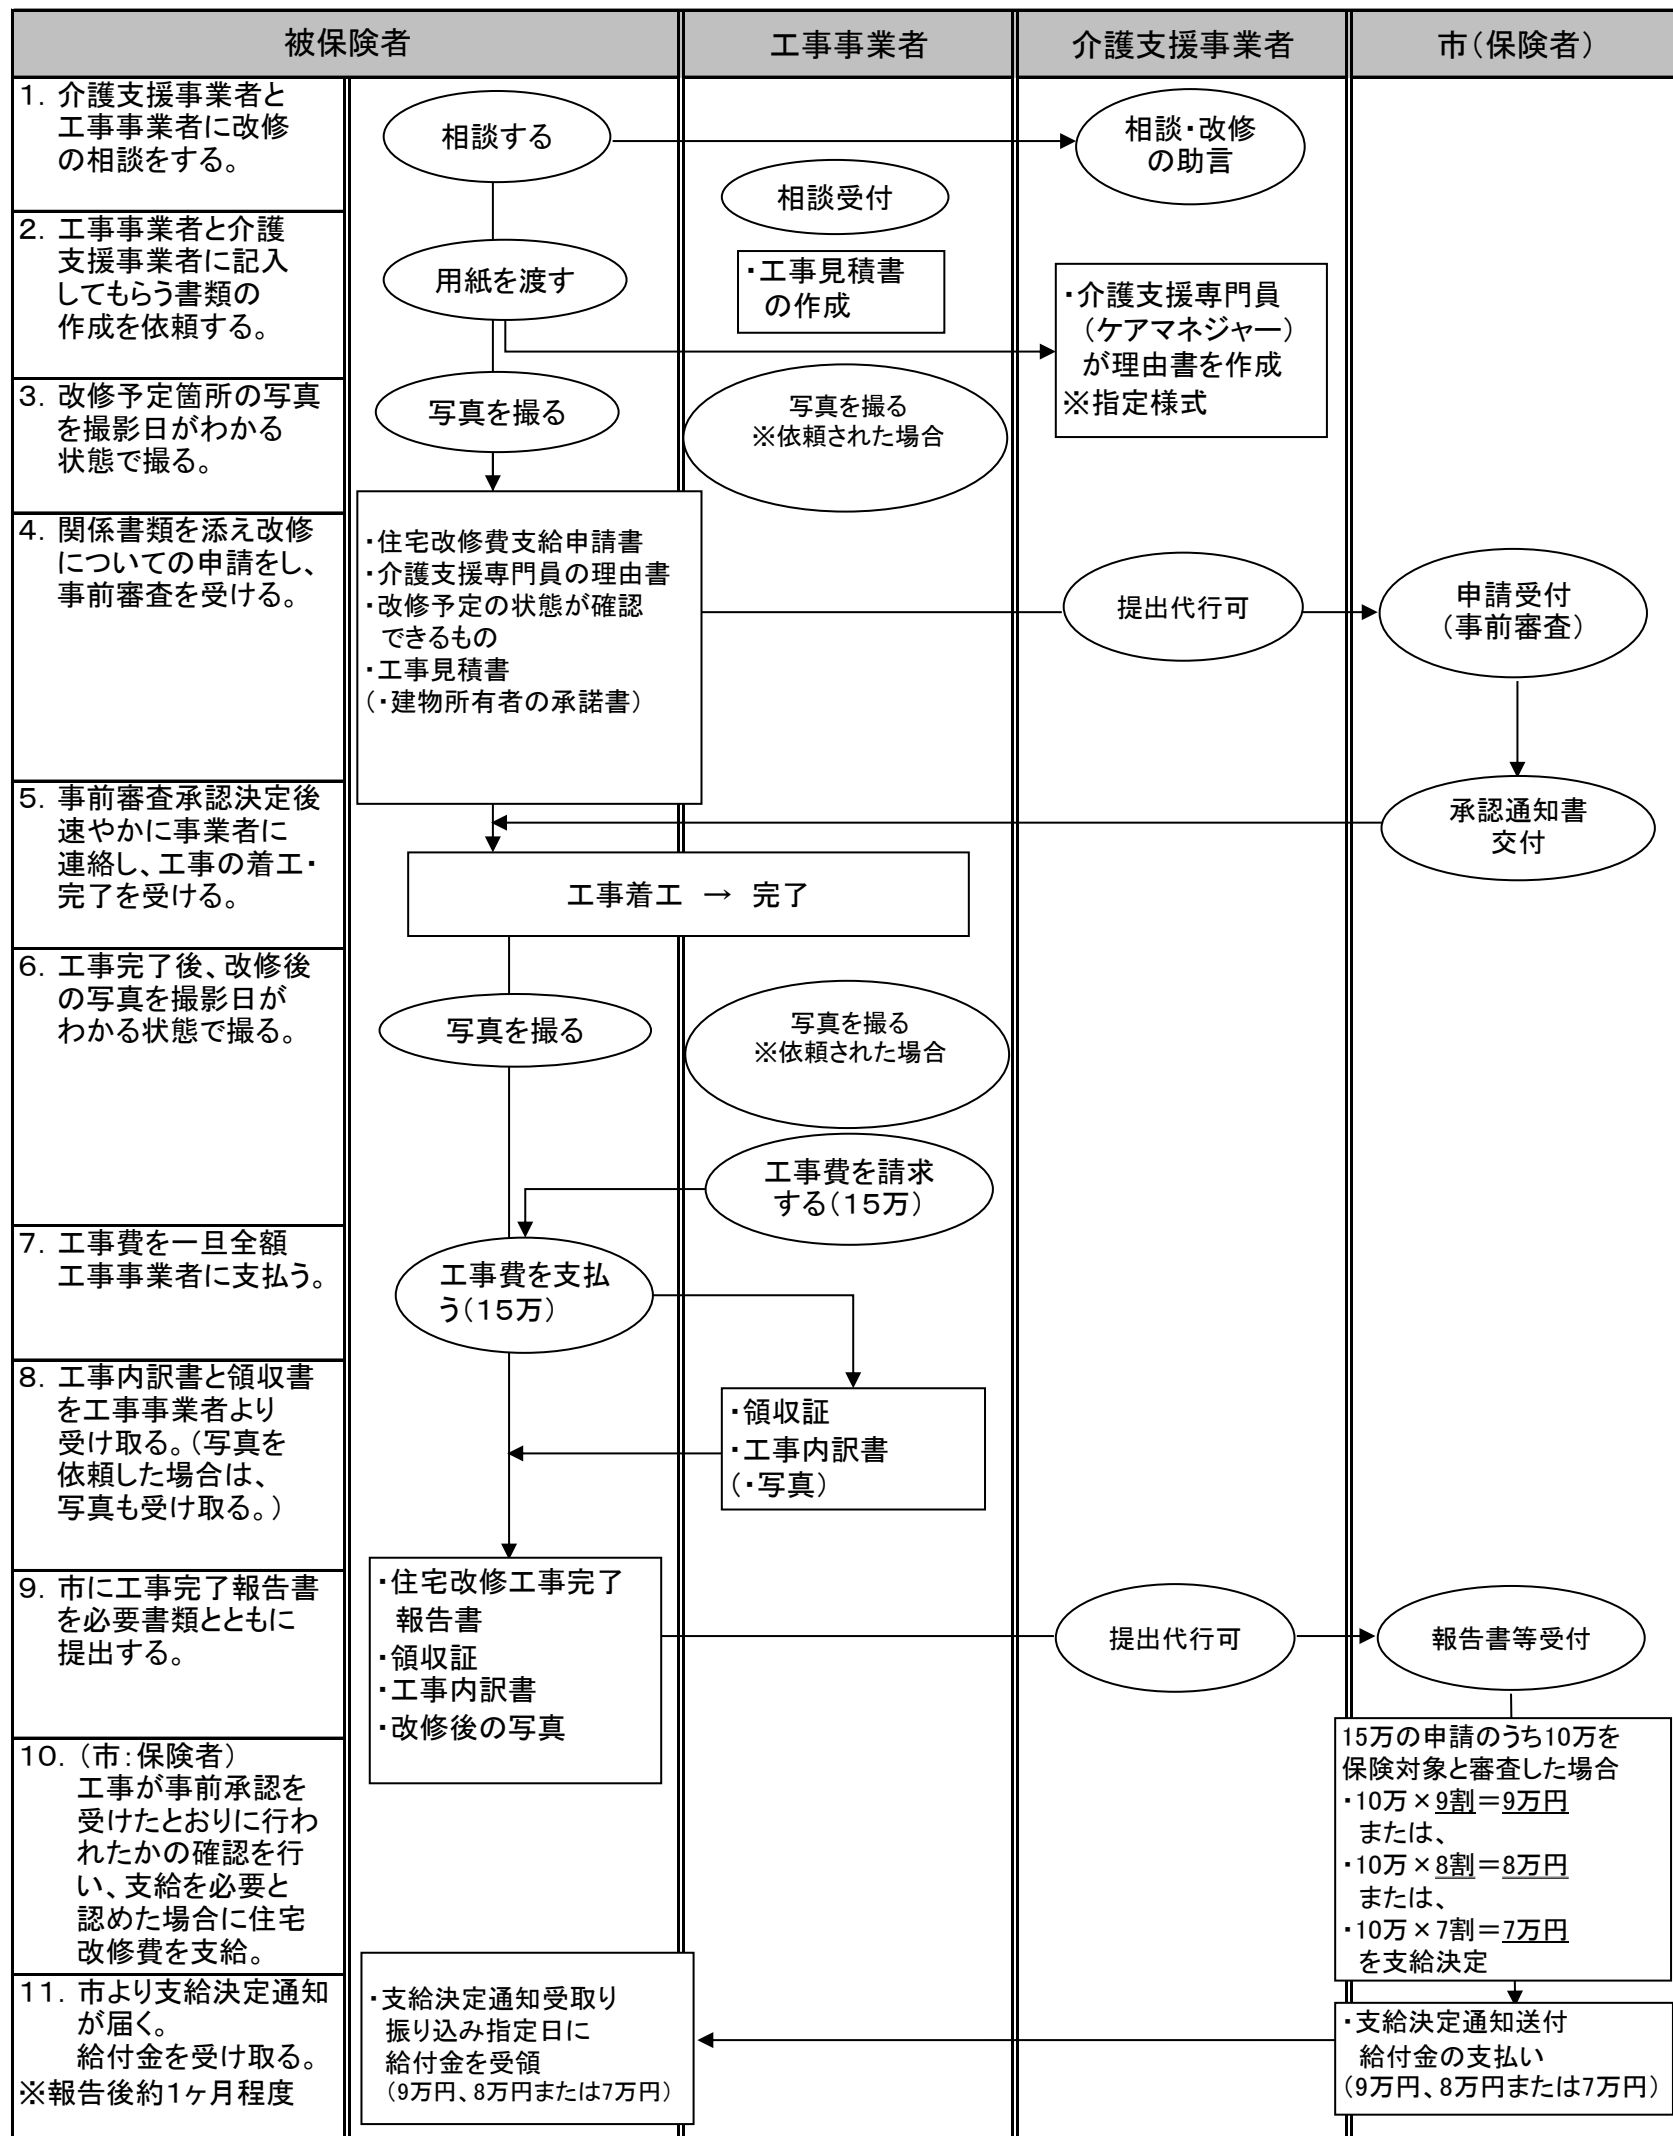 被保険者
工事事業者
介護支援事業者
市(保険者)
1. 介護支援事業者と
工事事業者に改修
の相談をする。
相談する
相談・改修
の助言
相談受付
2. 工事事業者と介護
支援事業者に記入
してもらう書類の
作成を依頼する。
用紙を渡す
・工事見積書
の作成
・介護支援専門員
(ケアマネジャー)
が理由書を作成
※指定様式
3. 改修予定箇所の写真
を撮影日がわかる
状態で撮る。
写真を撮る
写真を撮る
※依頼された場合
4. 関係書類を添え改修
についての申請をし、
事前審査を受ける。
・住宅改修費支給申請書
・介護支援専門員の理由書
・改修予定の状態が確認
できるもの
・工事見積書
(・建物所有者の承諾書)
提出代行可
申請受付
(事前審査)
5. 事前審査承認決定後
速やかに事業者に
連絡し、工事の着工・
完了を受ける。
承認通知書
交付
工事着工 → 完了
6. 工事完了後、改修後
の写真を撮影日が
わかる状態で撮る。
写真を撮る
写真を撮る
※依頼された場合
工事費を請求
する(15万)
7. 工事費を一旦全額
工事事業者に支払う。
工事費を支払
う(15万)
8. 工事内訳書と領収書
を工事事業者より
受け取る。(写真を
依頼した場合は、
写真も受け取る。)
・領収証
・工事内訳書
(・写真)
9. 市に工事完了報告書
を必要書類とともに
提出する。
・住宅改修工事完了
報告書
・領収証
・工事内訳書
・改修後の写真
提出代行可
報告書等受付
10. (市:保険者)
工事が事前承認を
受けたとおりに行わ
れたかの確認を行
い、支給を必要と
認めた場合に住宅
改修費を支給。
15万の申請のうち10万を
保険対象と審査した場合
・10万×9割=9万円
または、
・10万×8割=8万円
または、
・10万×7割=7万円
を支給決定
11. 市より支給決定通知
が届く。
給付金を受け取る。
※報告後約1ヶ月程度
・支給決定通知受取り
振り込み指定日に
給付金を受領
(9万円、8万円または7万円)
・支給決定通知送付
給付金の支払い
(9万円、8万円または7万円)